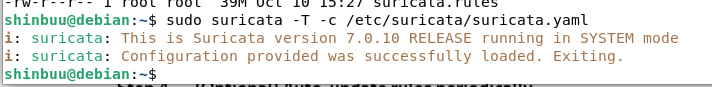 -rw-r--r-- 1 root root  39M Oct 10 15:27 suricata.rules
shinbuu@debian:~$ sudo suricata -T -c /etc/suricata/suricata.yaml
i: suricata: This is Suricata version 7.0.10 RELEASE running in SYSTEM mode
i: suricata: Configuration provided was successfully loaded. Exiting.
shinbuu@debian:~$